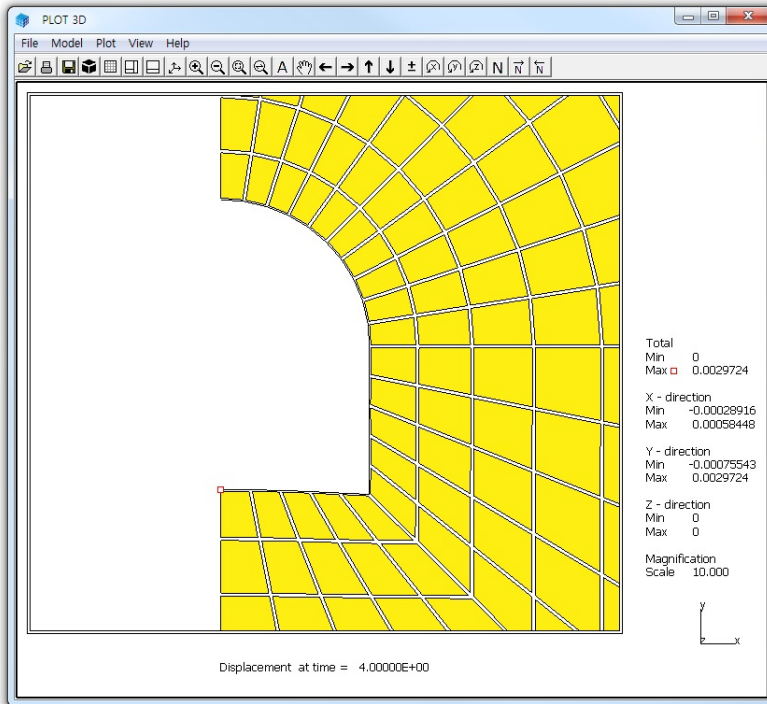 PLOT 3D
File Model Plot View Help
A X Y Z N N N
Total
Min 0
Max 0.0029724
X - direction
Min -0.00028916
Max 0.00058448
Y - direction
Min -0.00075543
Max 0.0029724
Z - direction
Min 0
Max 0
Magnification
Scale 10.000
y
z x
Displacement at time = 4.00000E+00